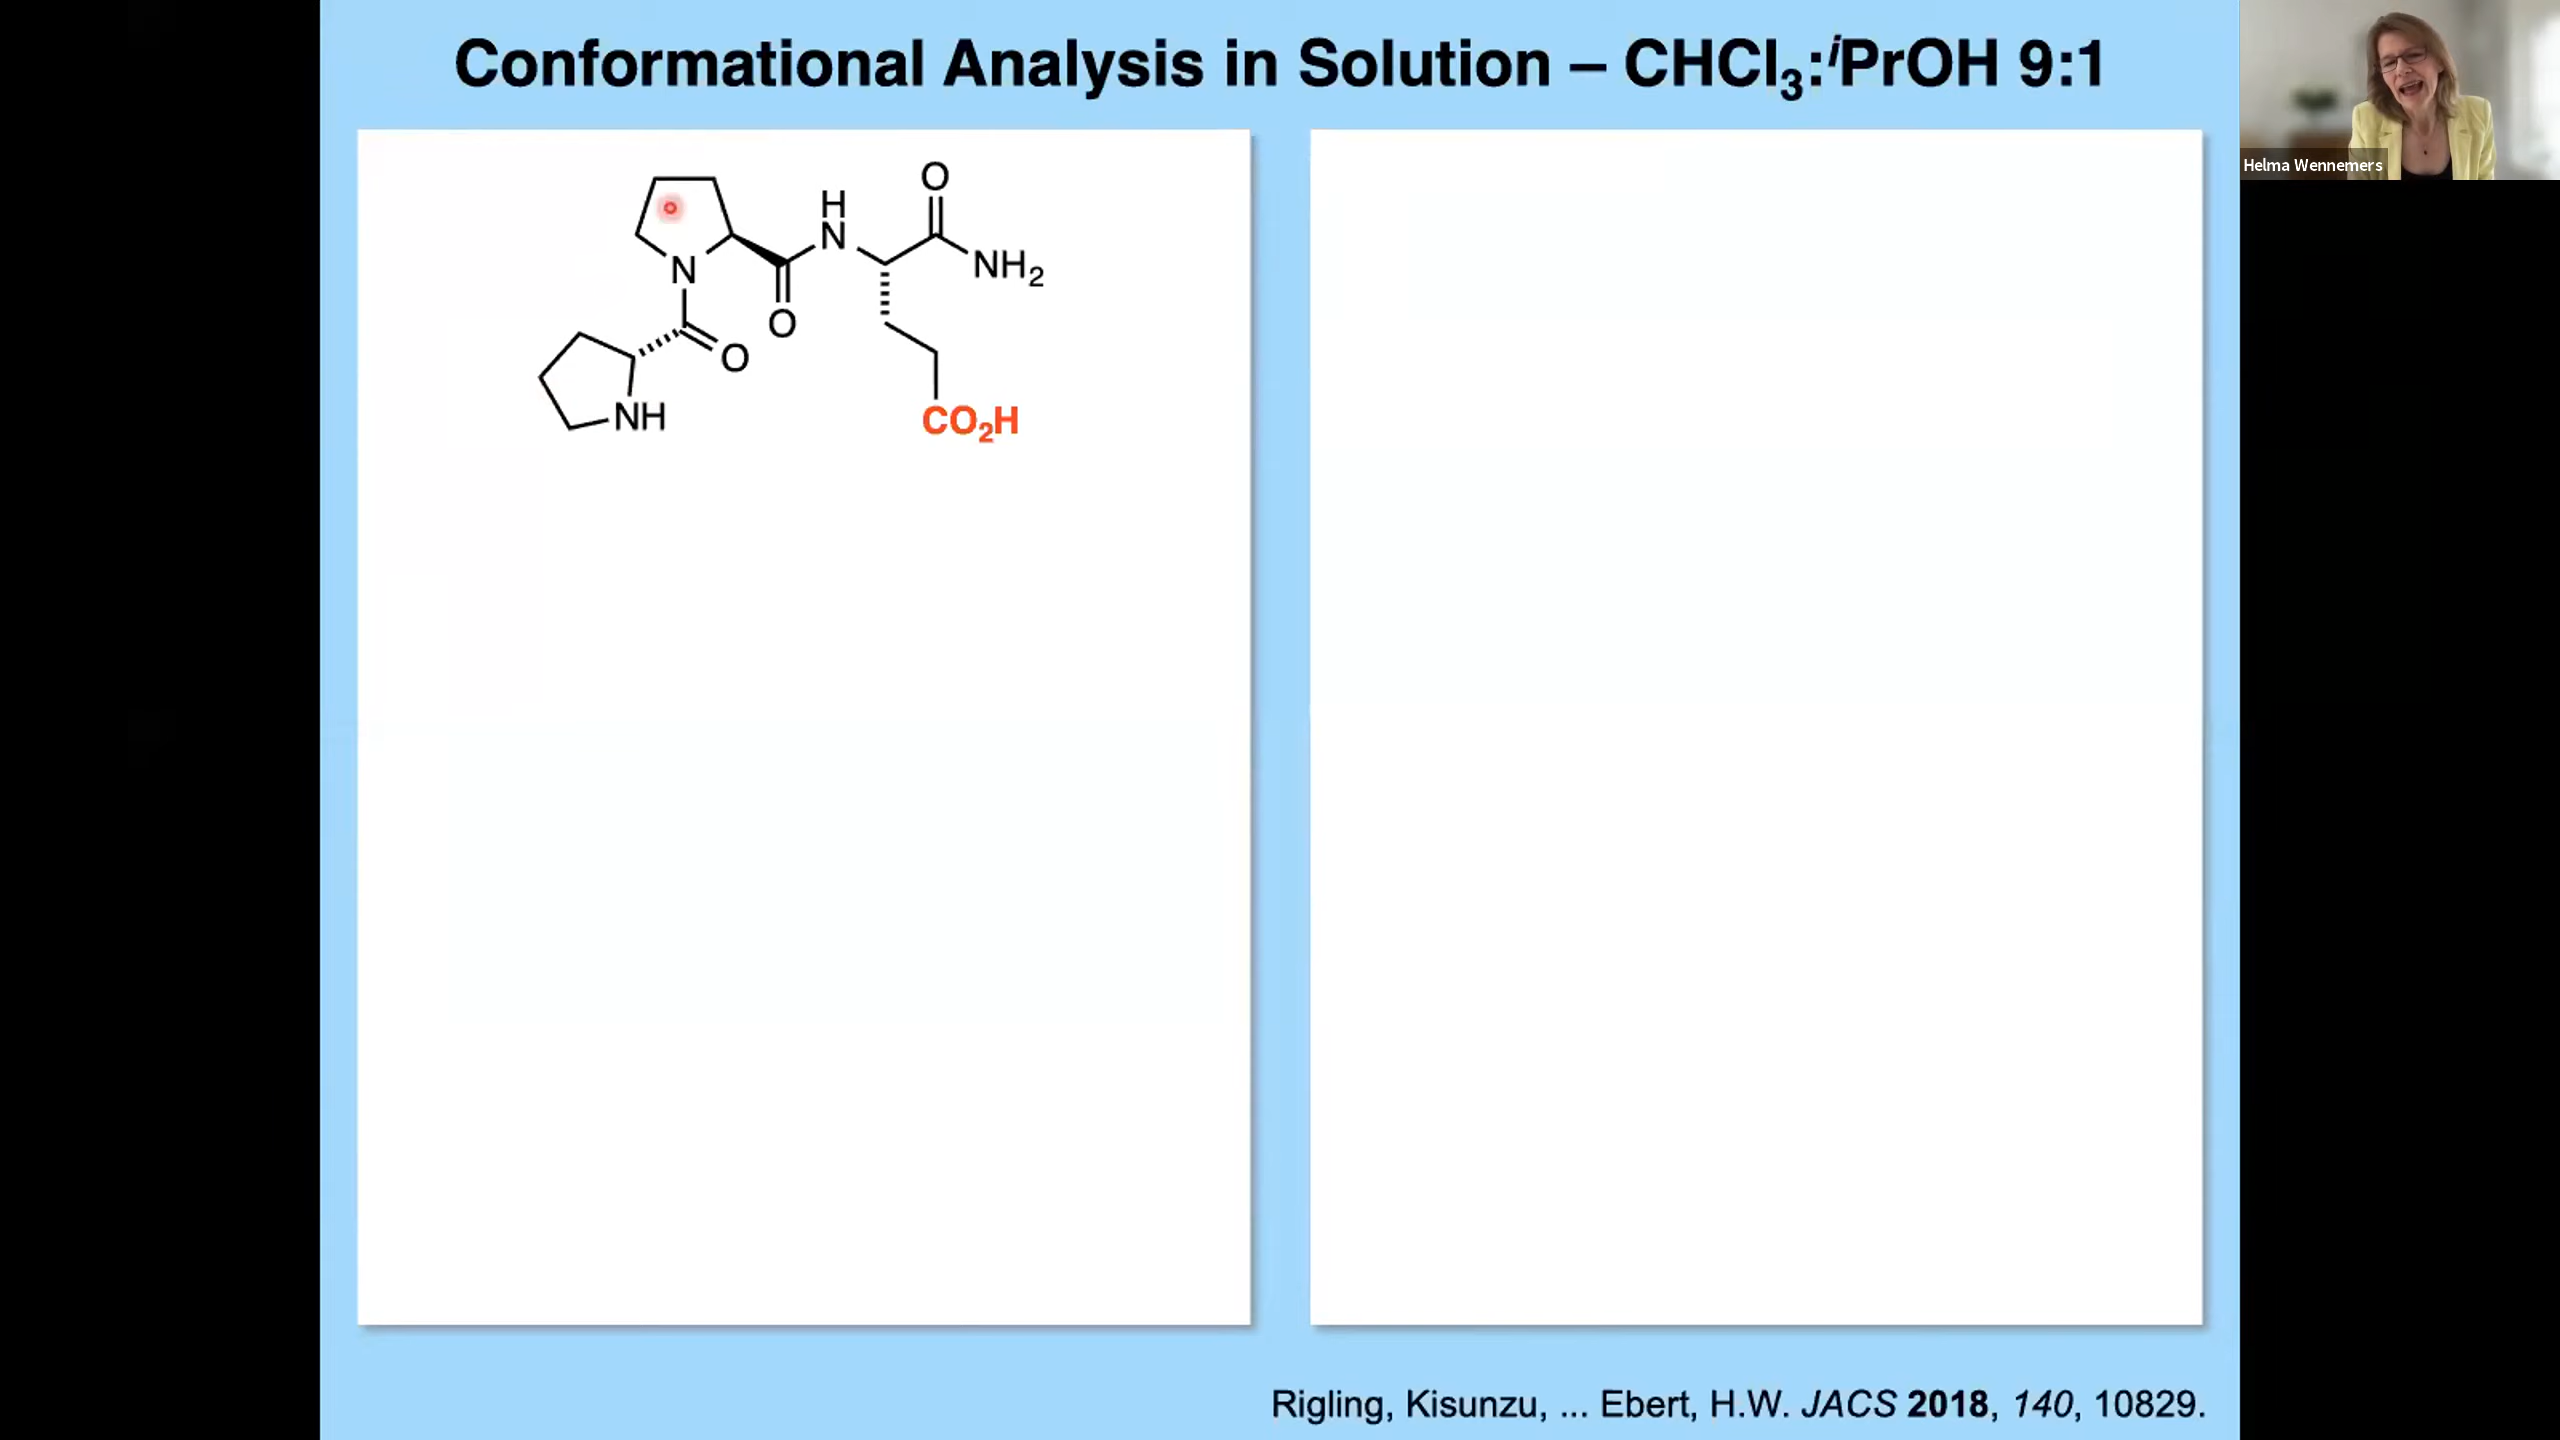 Conformational Analysis in Solution – CHCl₃:ⁱPrOH 9:1
Helma Wennemers
O
H
N
N
NH₂
O
O
NH
CO₂H
Rigling, Kisunzu, ... Ebert, H.W. JACS 2018, 140, 10829.